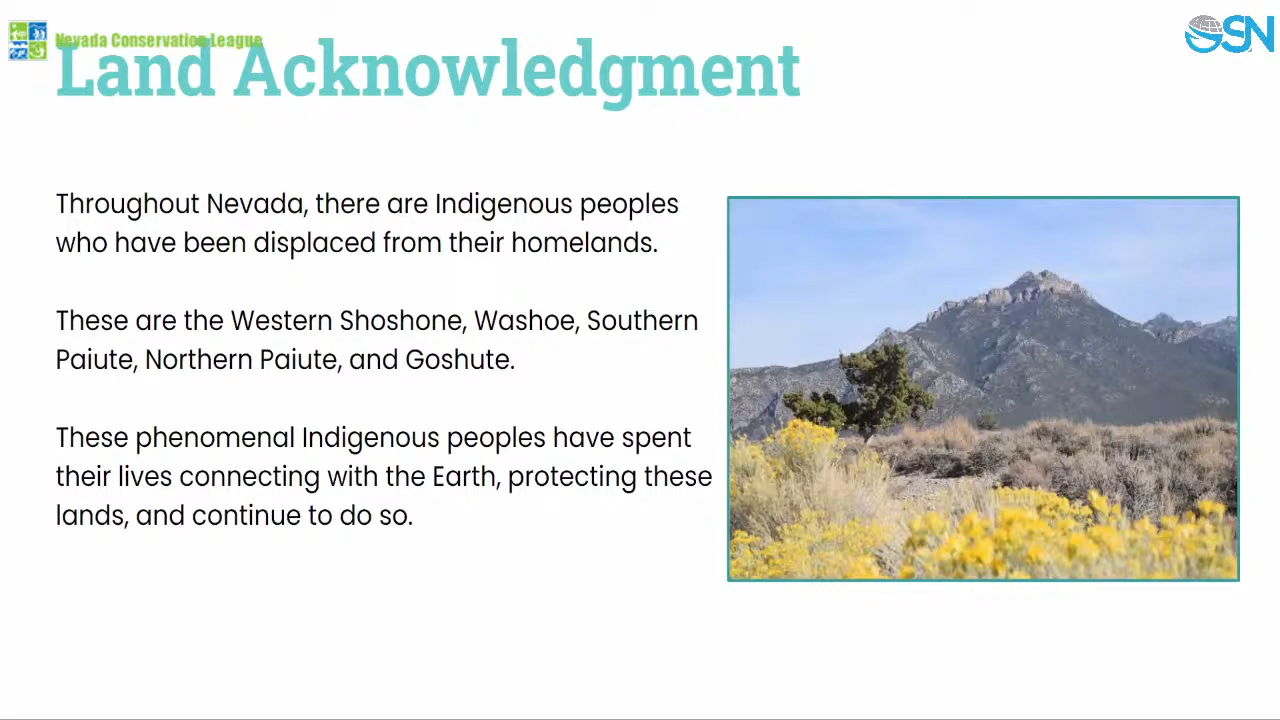 Nevada Conservation League
Land Acknowledgment
OSN
Throughout Nevada, there are Indigenous peoples
who have been displaced from their homelands.
These are the Western Shoshone, Washoe, Southern
Paiute, Northern Paiute, and Goshute.
These phenomenal Indigenous peoples have spent
their lives connecting with the Earth, protecting these
lands, and continue to do so.